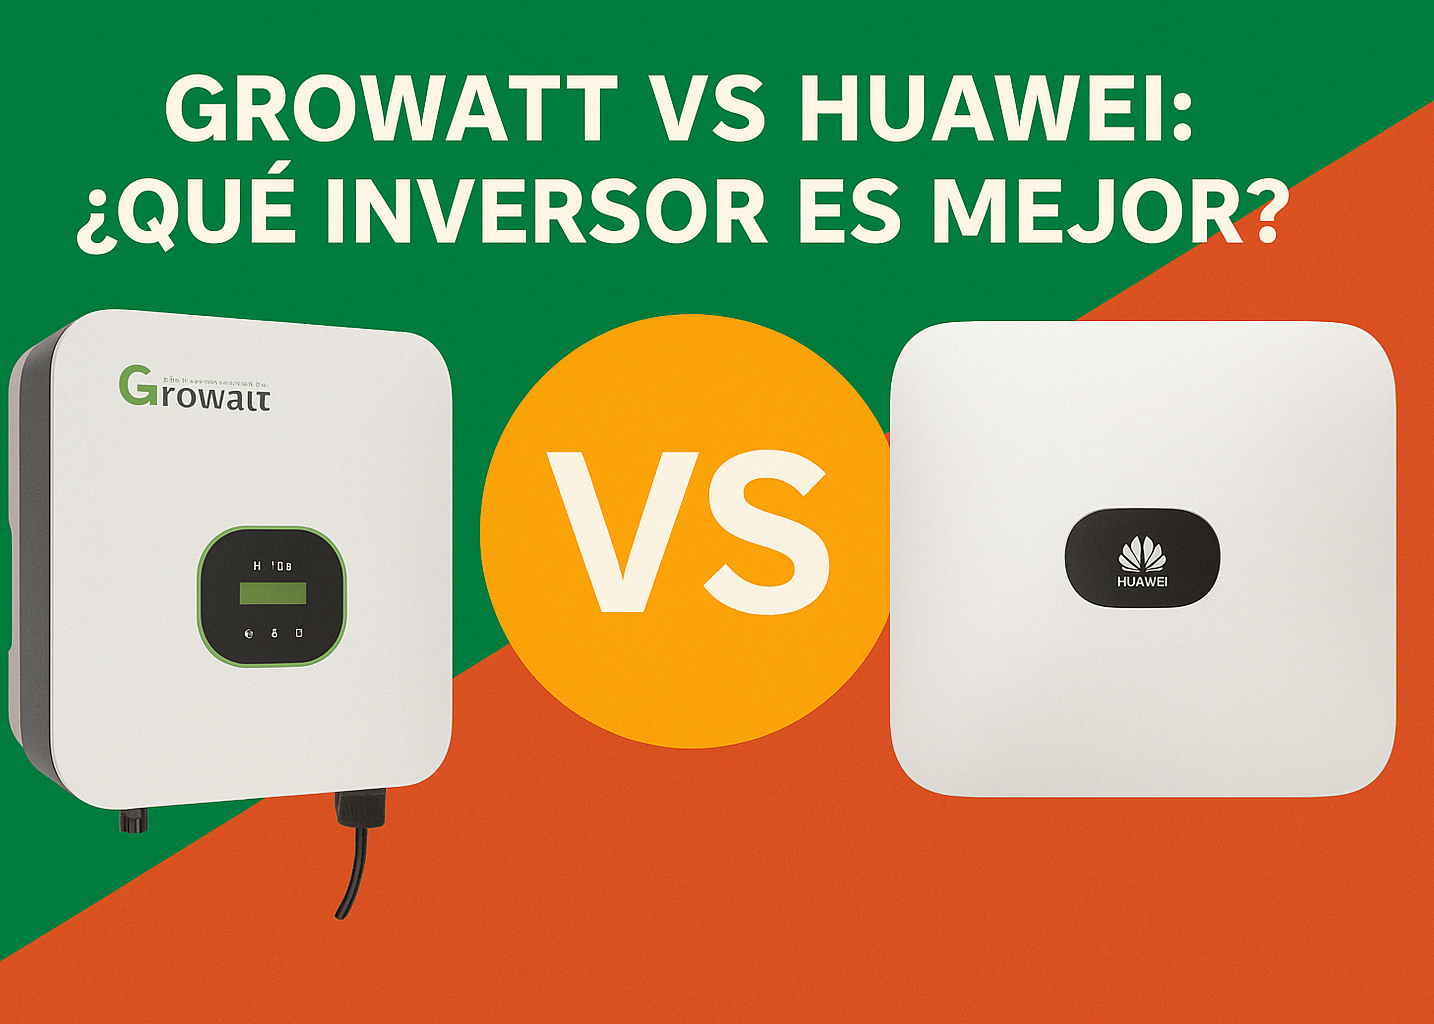 GROWATT VS HUAWEI:
¿QUÉ INVERSOR ES MEJOR?
Growatt
VS
HUAWEI